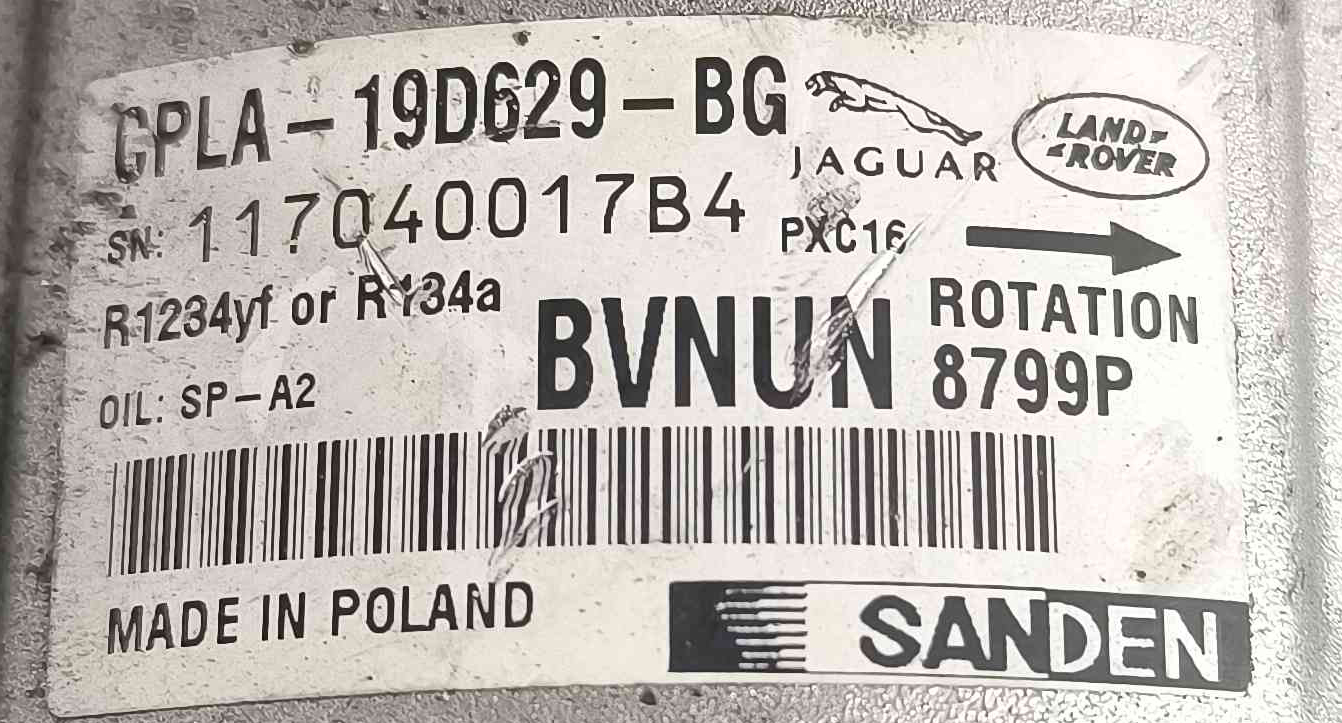 GPLA-19D629-BG
JAGUAR
LAND ROVER
SN: 117040017B4
PXC16
R1234yf or R134a
BVNUN
ROTATION
8799P
OIL: SP-A2
MADE IN POLAND
SANDEN